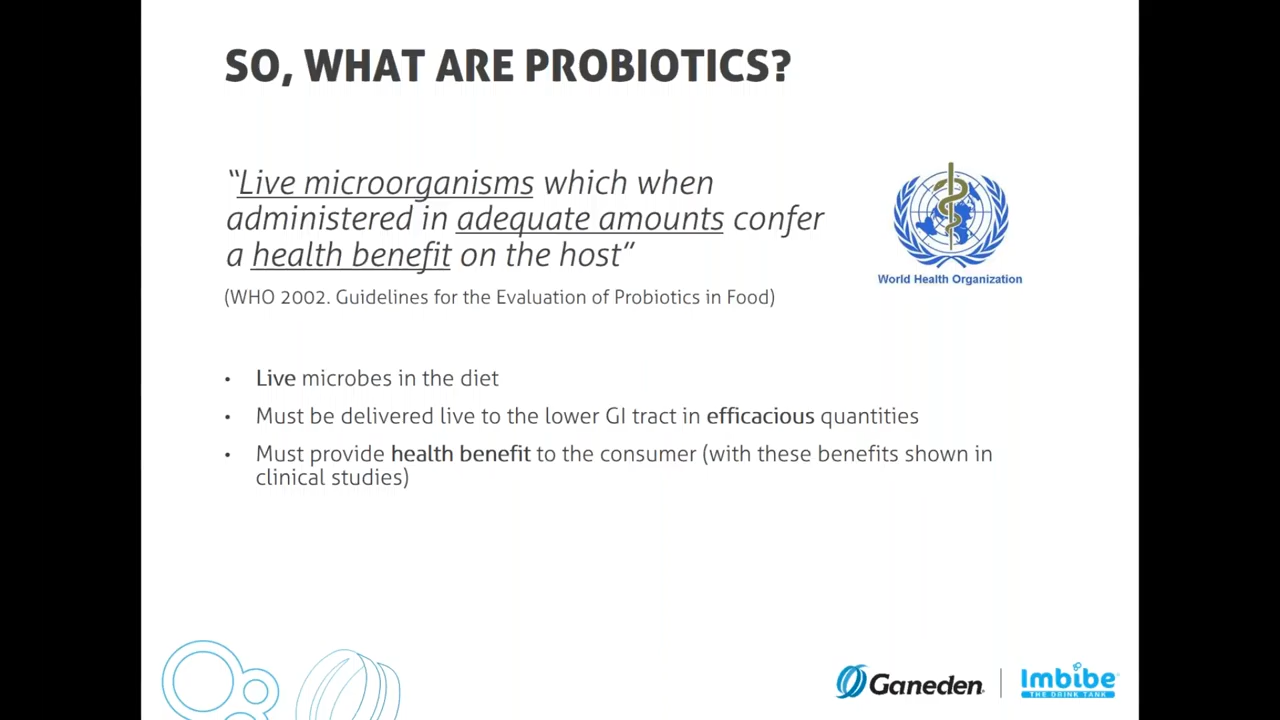 SO, WHAT ARE PROBIOTICS?
“Live microorganisms which when
administered in adequate amounts confer
a health benefit on the host”
World Health Organization
(WHO 2002. Guidelines for the Evaluation of Probiotics in Food)
• Live microbes in the diet
• Must be delivered live to the lower GI tract in efficacious quantities
• Must provide health benefit to the consumer (with these benefits shown in
clinical studies)
Ganeden
Imbibe
THE DRINK TANK